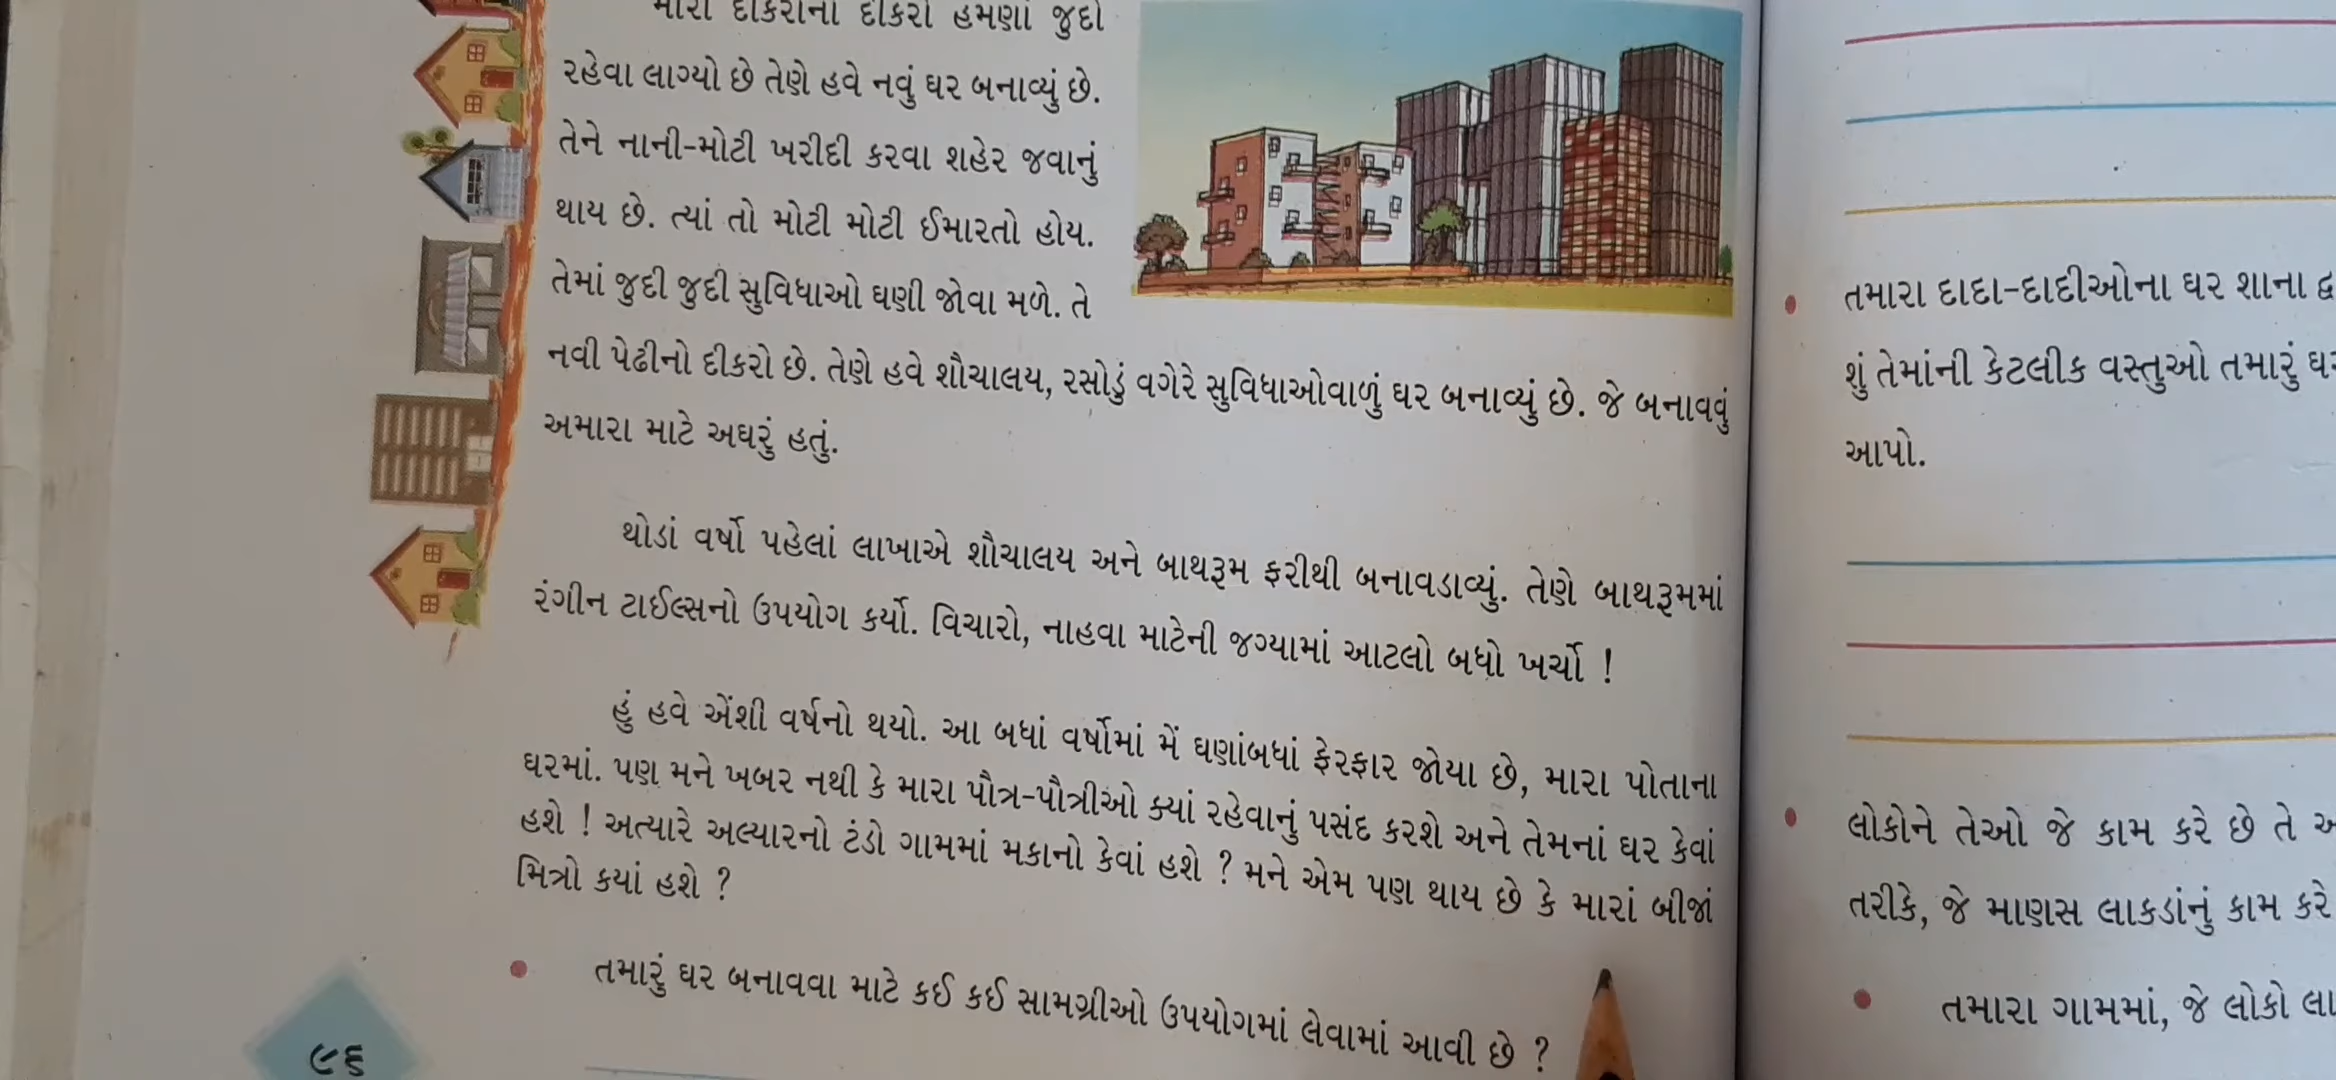 મારા દીકરાનો દીકરો હમણાં જુદો
રહેવા લાગ્યો છે તેણે હવે નવું ઘર બનાવ્યું છે.
તેને નાની-મોટી ખરીદી કરવા શહેર જવાનું
થાય છે. ત્યાં તો મોટી મોટી ઈમારતો હોય.
તેમાં જુદી જુદી સુવિધાઓ ઘણી જોવા મળે. તે
નવી પેઢીનો દીકરો છે. તેણે હવે શૌચાલય, રસોડું વગેરે સુવિધાઓવાળું ઘર બનાવ્યું છે. જે બનાવવું
અમારા માટે અઘરું હતું.
થોડાં વર્ષો પહેલાં લાખાએ શૌચાલય અને બાથરૂમ ફરીથી બનાવડાવ્યું. તેણે બાથરૂમમાં
રંગીન ટાઈલ્સનો ઉપયોગ કર્યો. વિચારો, નાહવા માટેની જગ્યામાં આટલો બધો ખર્ચો !
હું હવે એંશી વર્ષનો થયો. આ બધાં વર્ષોમાં મેં ઘણાંબધાં ફેરફાર જોયા છે, મારા પોતાના
ઘરમાં. પણ મને ખબર નથી કે મારા પૌત્ર-પૌત્રીઓ ક્યાં રહેવાનું પસંદ કરશે અને તેમનાં ઘર કેવાં
હશે ! અત્યારે અલ્યારનો ટંડો ગામમાં મકાનો કેવાં હશે ? મને એમ પણ થાય છે કે મારાં બીજાં
મિત્રો કયાં હશે ?
• તમારું ઘર બનાવવા માટે કઈ કઈ સામગ્રીઓ ઉપયોગમાં લેવામાં આવી છે ?
૯૬
• તમારા દાદા-દાદીઓના ઘર શાના
શું તેમાંની કેટલીક વસ્તુઓ તમારું
આપો.
• લોકોને તેઓ જે કામ કરે છે તે
તરીકે, જે માણસ લાકડાંનું કામ કરે
• તમારા ગામમાં, જે લોકો